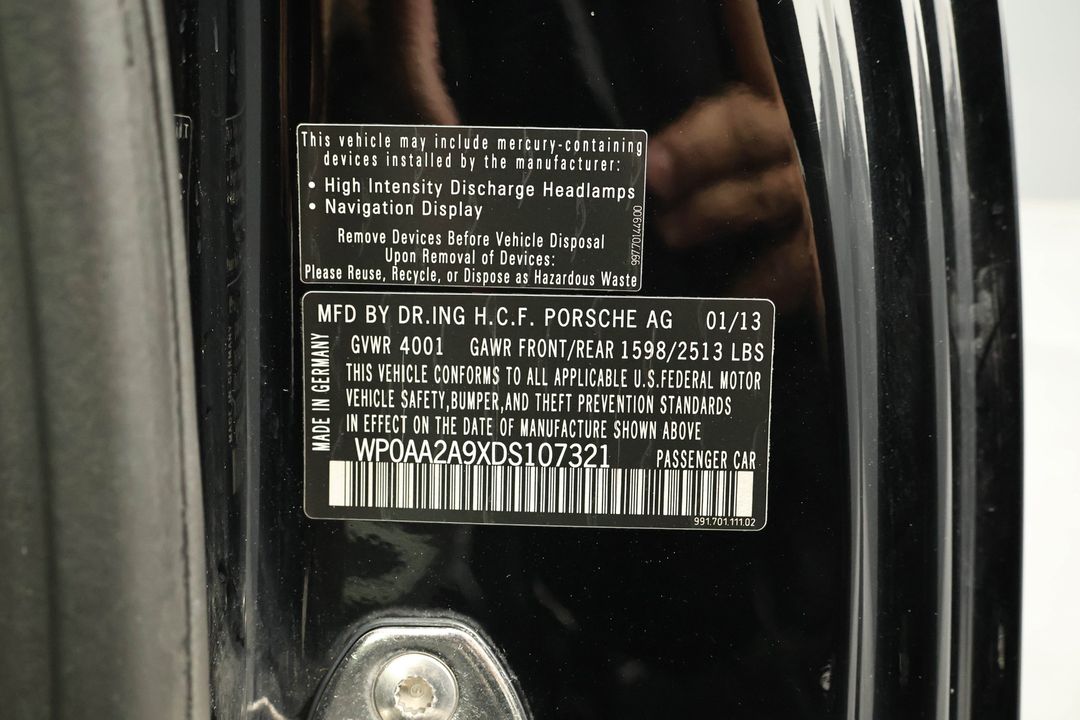 This vehicle may include mercury-containing
devices installed by the manufacturer:
• High Intensity Discharge Headlamps
• Navigation Display
Remove Devices Before Vehicle Disposal
Upon Removal of Devices:
Please Reuse, Recycle, or Dispose as Hazardous Waste
997.701.449.00
MFD BY DR.ING H.C.F. PORSCHE AG 01/13
GVWR 4001 GAWR FRONT/REAR 1598/2513 LBS
THIS VEHICLE CONFORMS TO ALL APPLICABLE U.S.FEDERAL MOTOR
VEHICLE SAFETY,BUMPER,AND THEFT PREVENTION STANDARDS
IN EFFECT ON THE DATE OF MANUFACTURE SHOWN ABOVE
MADE IN GERMANY
WP0AA2A9XDS107321 PASSENGER CAR
991.701.111.02